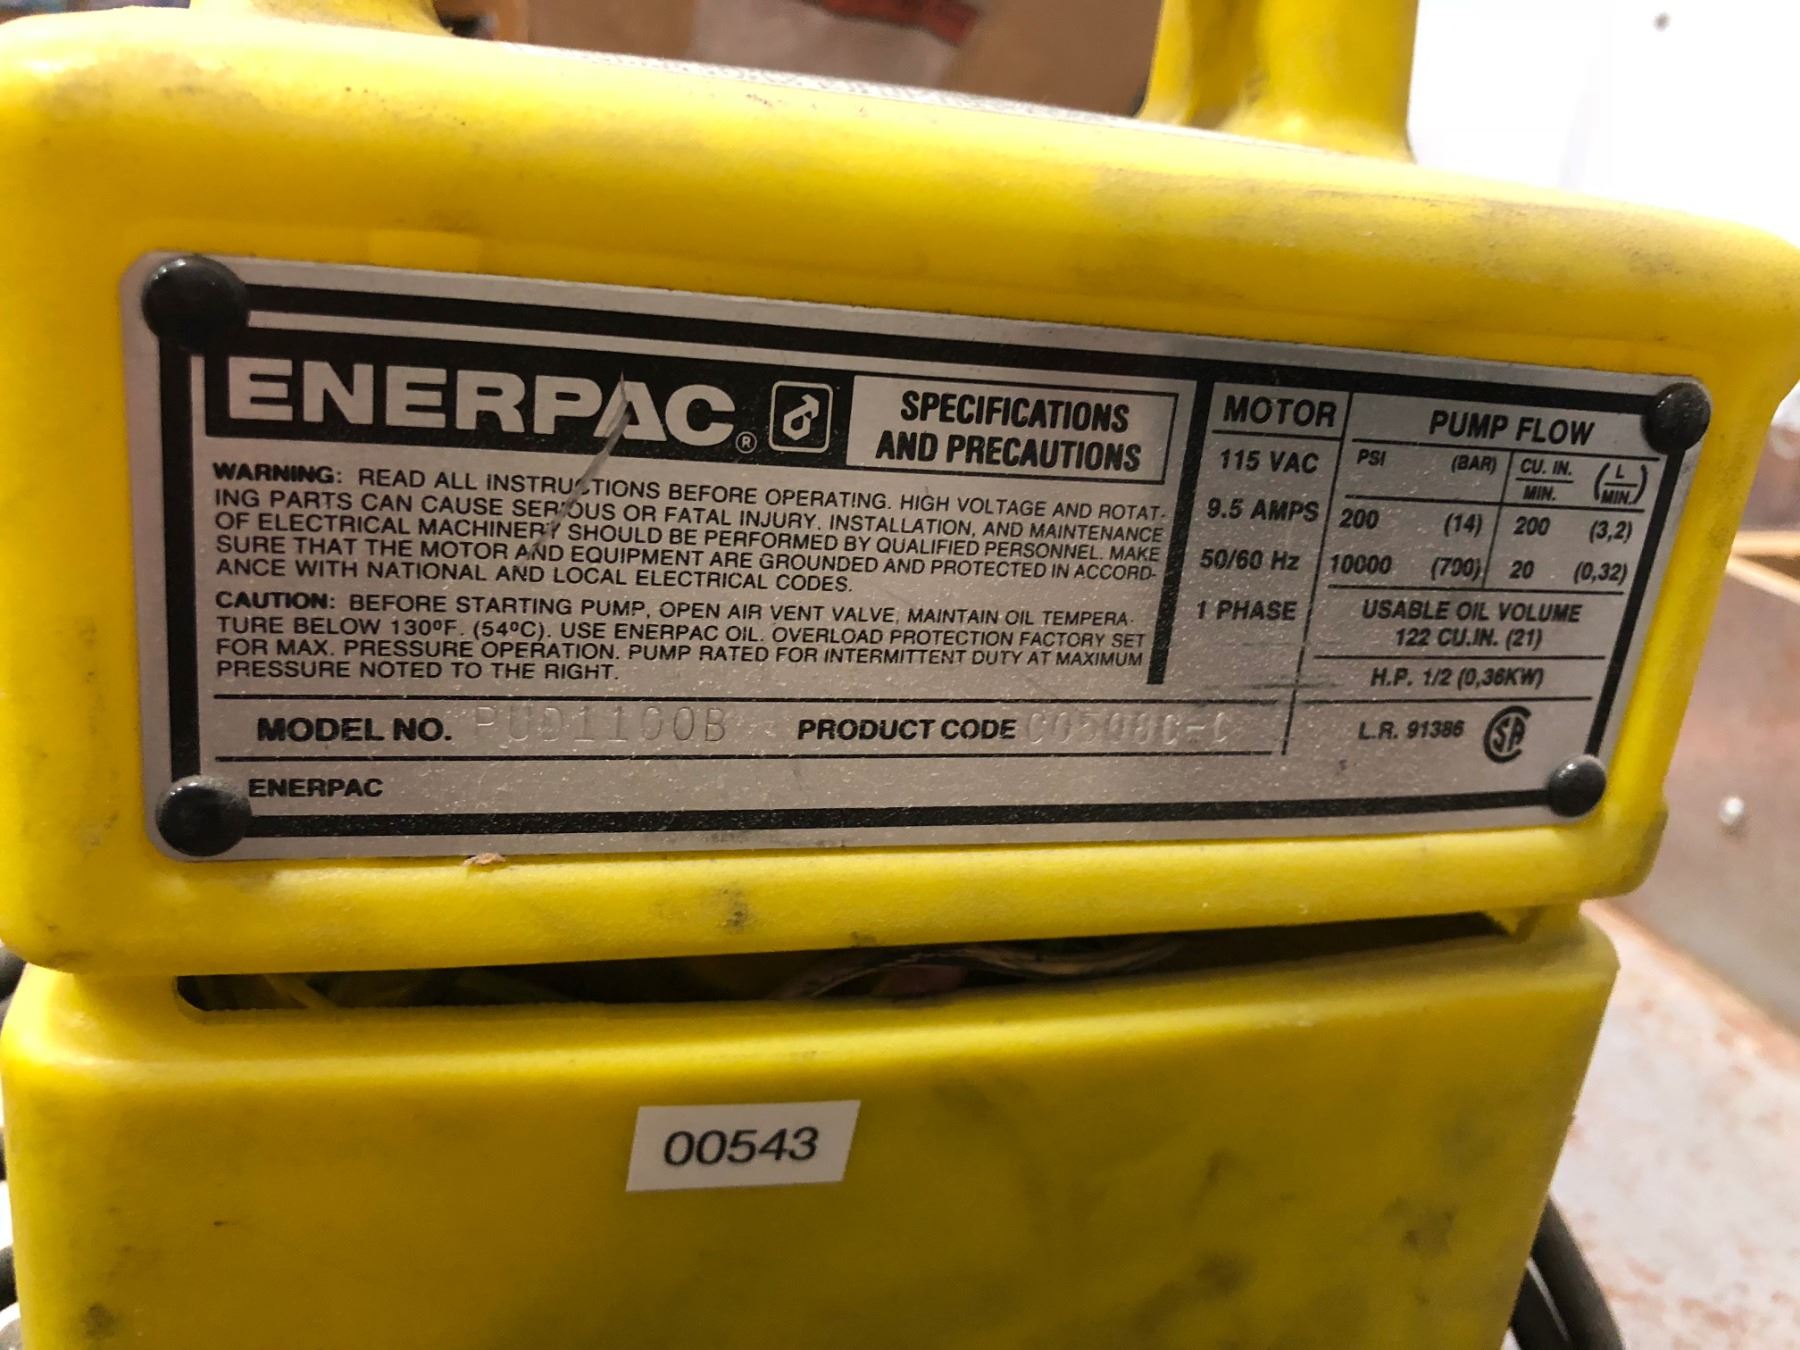 ENERPAC®
SPECIFICATIONS
AND PRECAUTIONS
WARNING: READ ALL INSTRUCTIONS BEFORE OPERATING. HIGH VOLTAGE AND ROTAT-
ING PARTS CAN CAUSE SERIOUS OR FATAL INJURY. INSTALLATION, AND MAINTENANCE
OF ELECTRICAL MACHINERY SHOULD BE PERFORMED BY QUALIFIED PERSONNEL. MAKE
SURE THAT THE MOTOR AND EQUIPMENT ARE GROUNDED AND PROTECTED IN ACCORD-
ANCE WITH NATIONAL AND LOCAL ELECTRICAL CODES.
CAUTION: BEFORE STARTING PUMP, OPEN AIR VENT VALVE, MAINTAIN OIL TEMPERA-
TURE BELOW 130ºF. (54ºC). USE ENERPAC OIL. OVERLOAD PROTECTION FACTORY SET
FOR MAX. PRESSURE OPERATION. PUMP RATED FOR INTERMITTENT DUTY AT MAXIMUM
PRESSURE NOTED TO THE RIGHT.
MODEL NO. PUD1100B PRODUCT CODE
ENERPAC
MOTOR
115 VAC
9.5 AMPS
50/60 Hz
1 PHASE
PUMP FLOW
PSI (BAR) CU. IN. / MIN. (L / MIN.)
200 (14) 200 (3,2)
10000 (700) 20 (0,32)
USABLE OIL VOLUME
122 CU.IN. (21)
H.P. 1/2 (0,36KW)
L.R. 91386 SA
00543